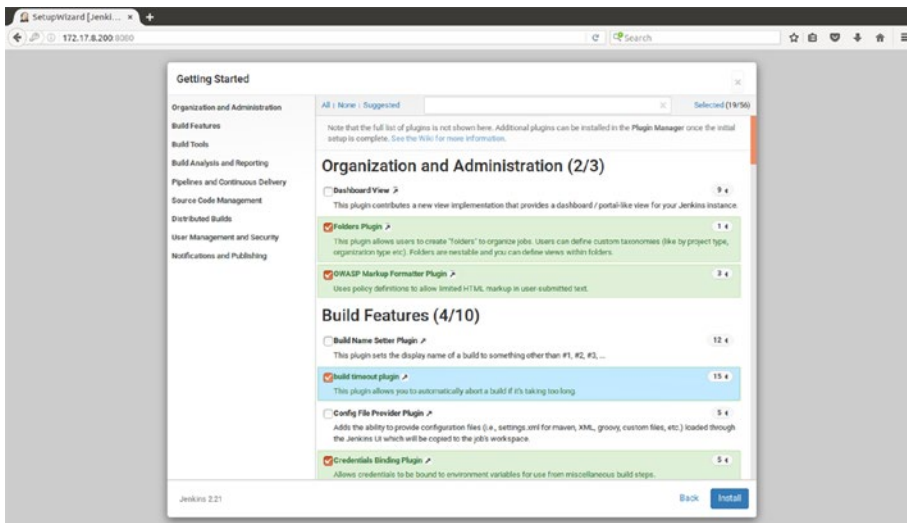 SetupWizard [Jenki...
172.17.8.200:8080
Search
Getting Started
Organization and Administration
Build Features
Build Tools
Build Analysis and Reporting
Pipelines and Continuous Delivery
Source Code Management
Distributed Builds
User Management and Security
Notifications and Publishing
All | None | Suggested
Selected (19/56)
Note that the full list of plugins is not shown here. Additional plugins can be installed in the Plugin Manager once the initial
setup is complete. See the Wiki for more information.
Organization and Administration (2/3)
Dashboard View
9
This plugin contributes a new view implementation that provides a dashboard / portal-like view for your Jenkins instance.
Folders Plugin
1
This plugin allows users to create "folders" to organize jobs. Users can define custom taxonomies (like by project type,
organization type etc). Folders are nestable and you can define views within folders.
OWASP Markup Formatter Plugin
3
Uses policy definitions to allow limited HTML markup in user-submitted text.
Build Features (4/10)
Build Name Setter Plugin
12
This plugin sets the display name of a build to something other than #1, #2, #3, ...
build timeout plugin
15
This plugin allows you to automatically abort a build if it's taking too long.
Config File Provider Plugin
5
Adds the ability to provide configuration files (i.e., settings.xml for maven, XML, groovy, custom files, etc.) loaded through
the Jenkins UI which will be copied to the job's workspace.
Credentials Binding Plugin
5
Allows credentials to be bound to environment variables for use from miscellaneous build steps.
Jenkins 2.21
Back
Install